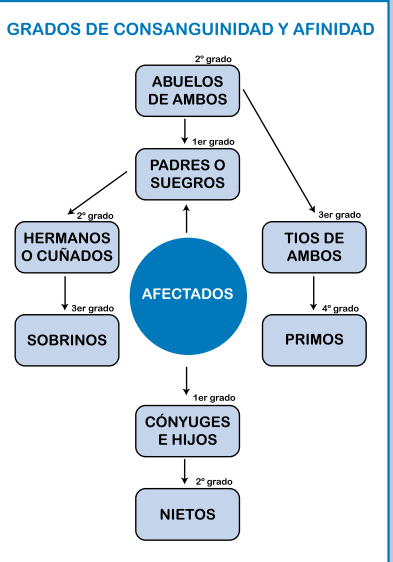 GRADOS DE CONSANGUINIDAD Y AFINIDAD
2º grado
ABUELOS
DE AMBOS
1er grado
PADRES O
SUEGROS
2º grado
HERMANOS
O CUÑADOS
3er grado
TIOS DE
AMBOS
AFECTADOS
3er grado
SOBRINOS
4º grado
PRIMOS
1er grado
CÓNYUGES
E HIJOS
2º grado
NIETOS